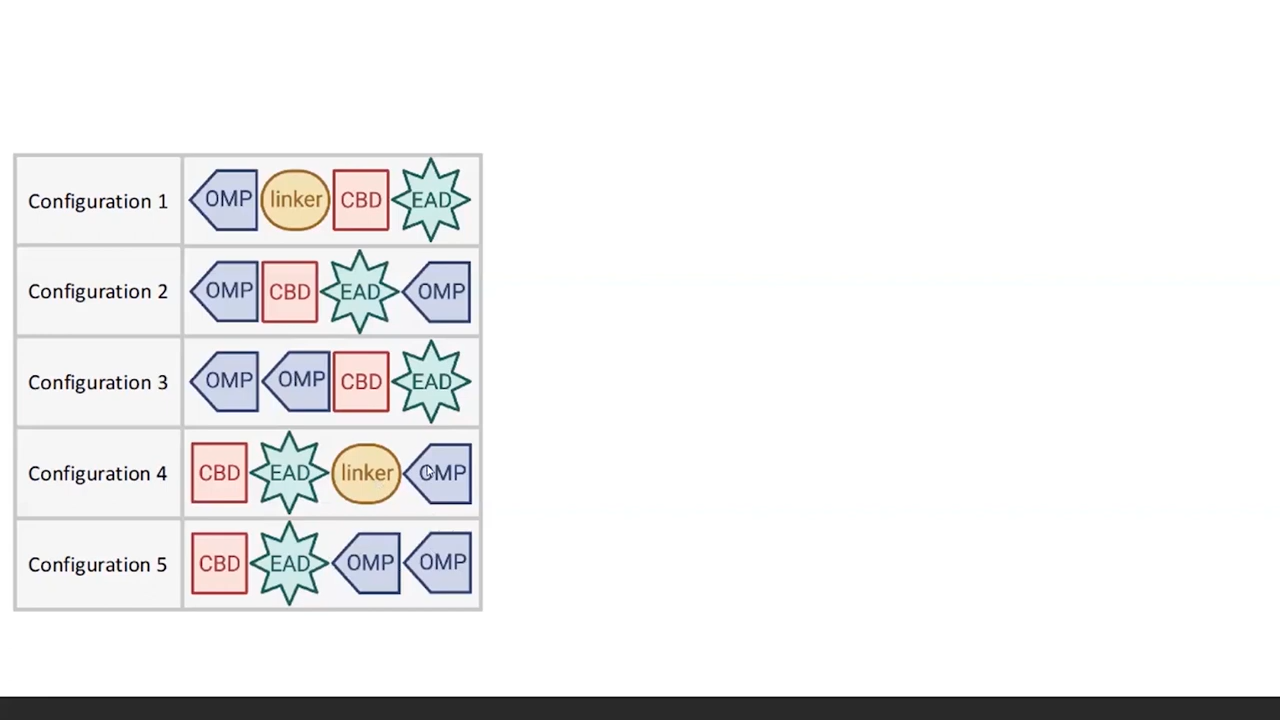 Configuration 1 OMP linker CBD EAD
Configuration 2 OMP CBD EAD OMP
Configuration 3 OMP OMP CBD EAD
Configuration 4 CBD EAD linker OMP
Configuration 5 CBD EAD OMP OMP